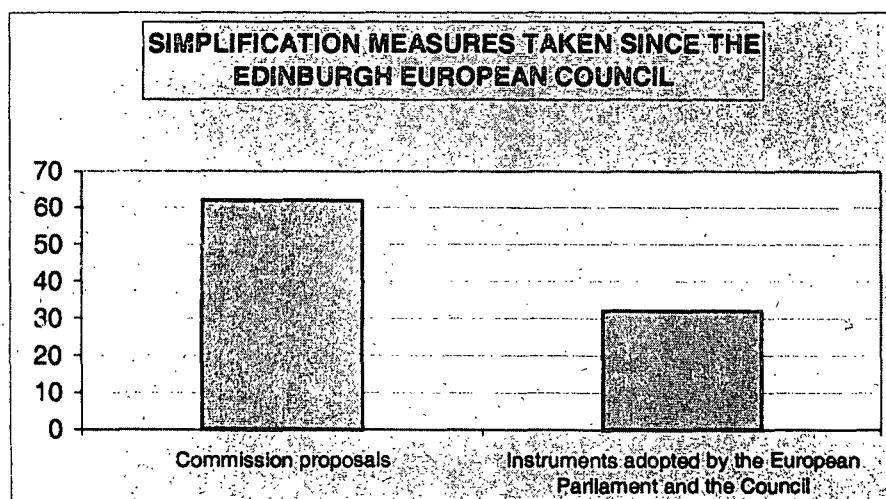 SIMPLIFICATION MEASURES TAKEN SINCE THE
EDINBURGH EUROPEAN COUNCIL
70
60
50
40
30
20
10
0
Commission proposals
Instruments adopted by the European
Parliament and the Council